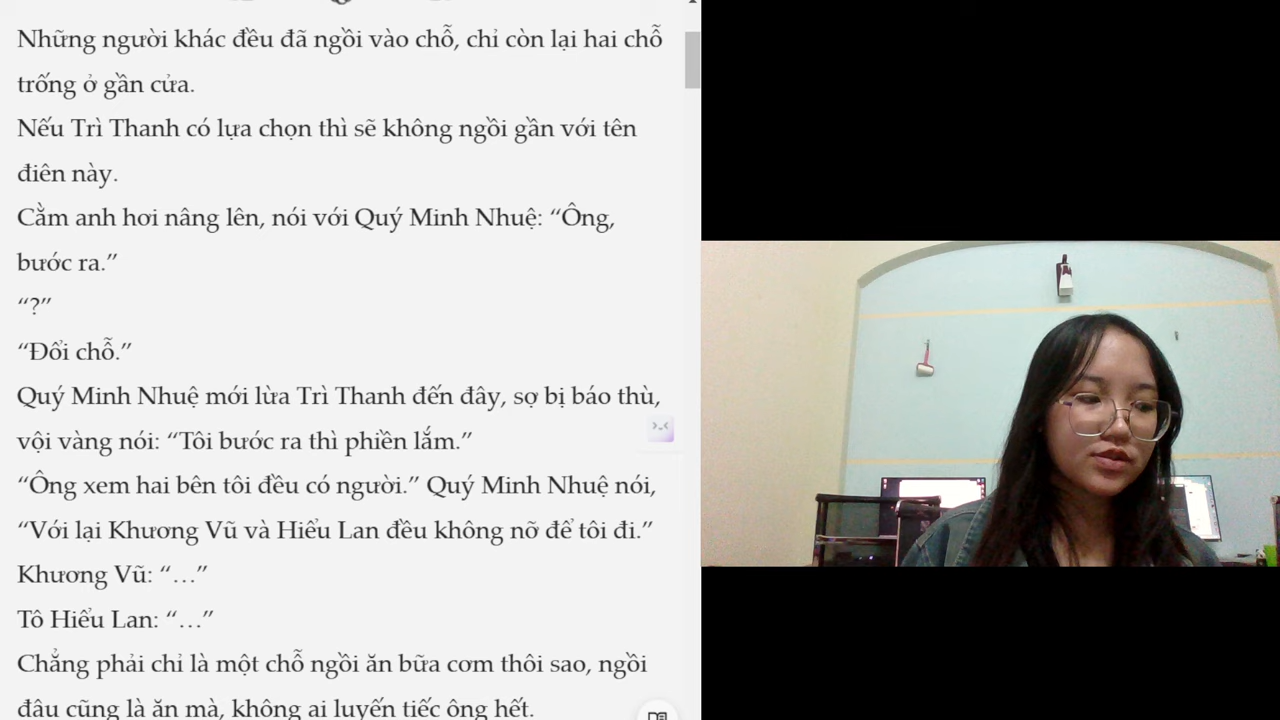 Những người khác đều đã ngồi vào chỗ, chỉ còn lại hai chỗ
trống ở gần cửa.
Nếu Trì Thanh có lựa chọn thì sẽ không ngồi gần với tên
điên này.
Cằm anh hơi nâng lên, nói với Quý Minh Nhuệ: “Ông,
bước ra.”
“?”
“Đổi chỗ.”
Quý Minh Nhuệ mới lừa Trì Thanh đến đây, sợ bị báo thù,
vội vàng nói: “Tôi bước ra thì phiền lắm.”
“Ông xem hai bên tôi đều có người.” Quý Minh Nhuệ nói,
“Với lại Khương Vũ và Hiểu Lan đều không nỡ để tôi đi.”
Khương Vũ: “…”
Tô Hiểu Lan: “…”
Chẳng phải chỉ là một chỗ ngồi ăn bữa cơm thôi sao, ngồi
đâu cũng là ăn mà, không ai luyến tiếc ông hết.